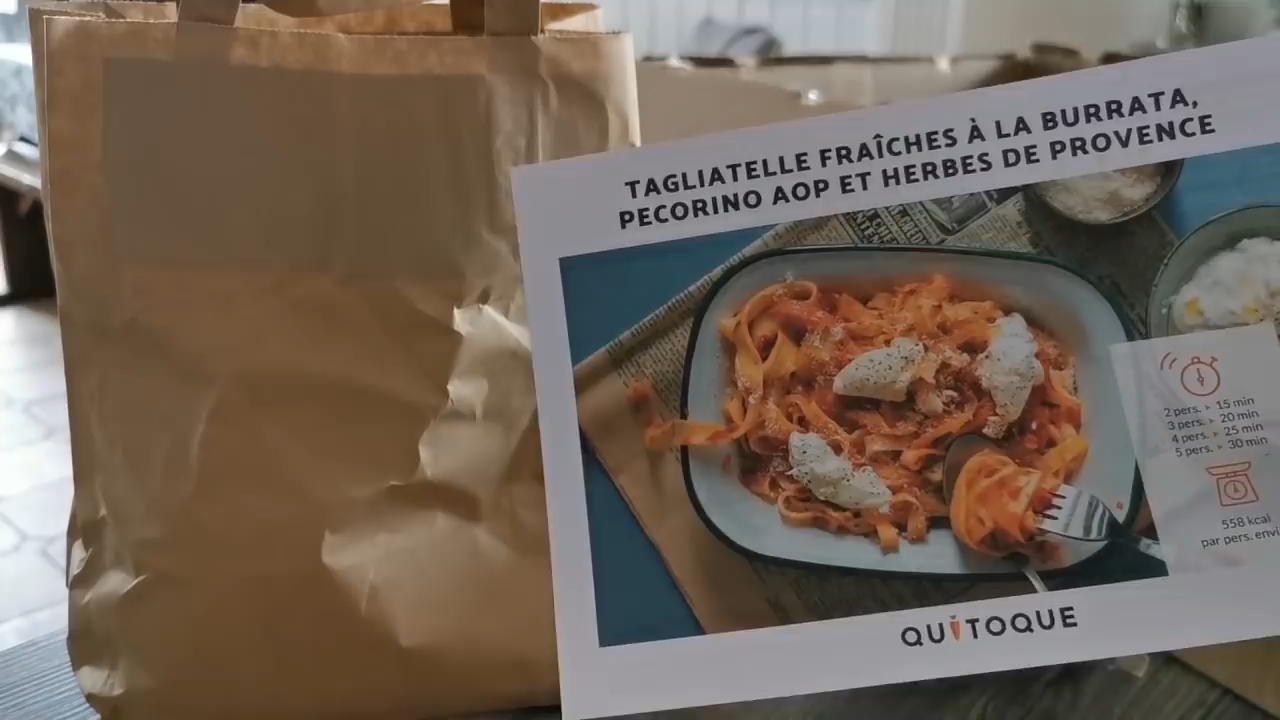 TAGLIATELLE FRAÎCHES À LA BURRATA,
PECORINO AOP ET HERBES DE PROVENCE
2 pers. ▸ 15 min
3 pers. ▸ 20 min
4 pers. ▸ 25 min
5 pers. ▸ 30 min
558 kcal
par pers. envi
QUITOQUE